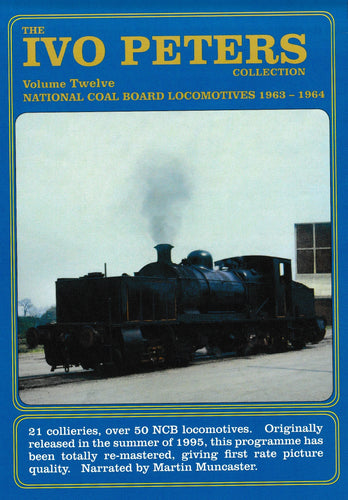 THE
IVO PETERS
COLLECTION
Volume Twelve
NATIONAL COAL BOARD LOCOMOTIVES 1963 – 1964
21 collieries, over 50 NCB locomotives. Originally
released in the summer of 1995, this programme has
been totally re-mastered, giving first rate picture
quality. Narrated by Martin Muncaster.